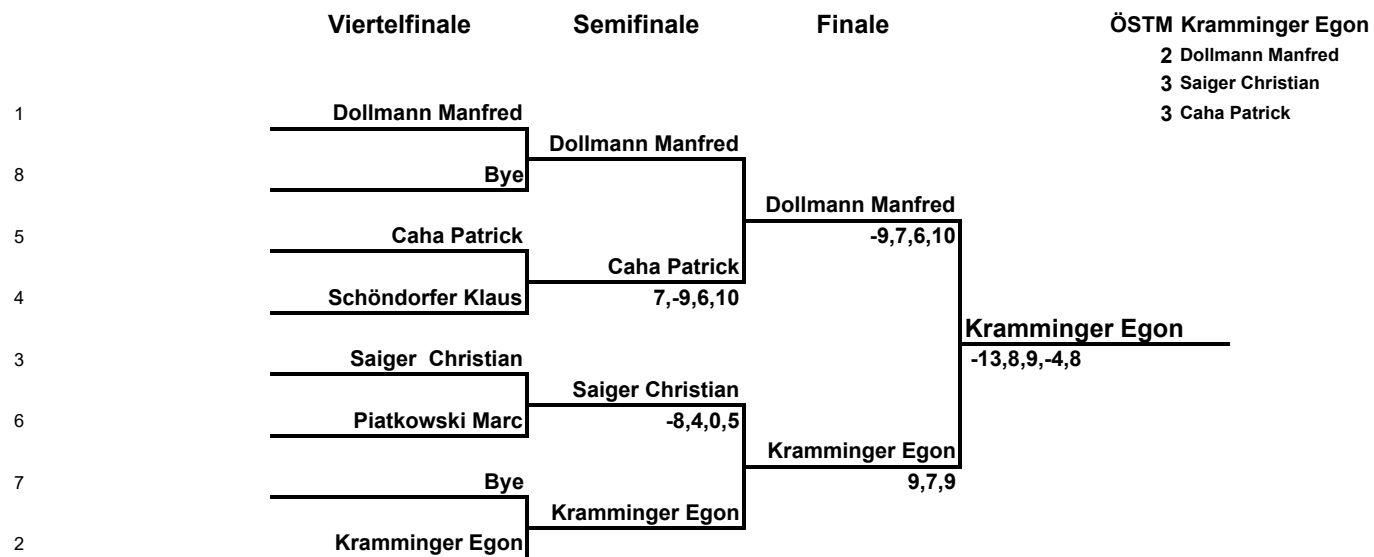 Viertelfinale Semifinale Finale ÖSTM Kramminger Egon
2 Dollmann Manfred
3 Saiger Christian
1 Dollmann Manfred 3 Caha Patrick
Dollmann Manfred
8 Bye
Dollmann Manfred
5 Caha Patrick -9,7,6,10
Caha Patrick
4 Schöndorfer Klaus 7,-9,6,10
Kramminger Egon
3 Saiger  Christian -13,8,9,-4,8
Saiger Christian
6 Piatkowski Marc -8,4,0,5
Kramminger Egon
7 Bye 9,7,9
Kramminger Egon
2 Kramminger Egon